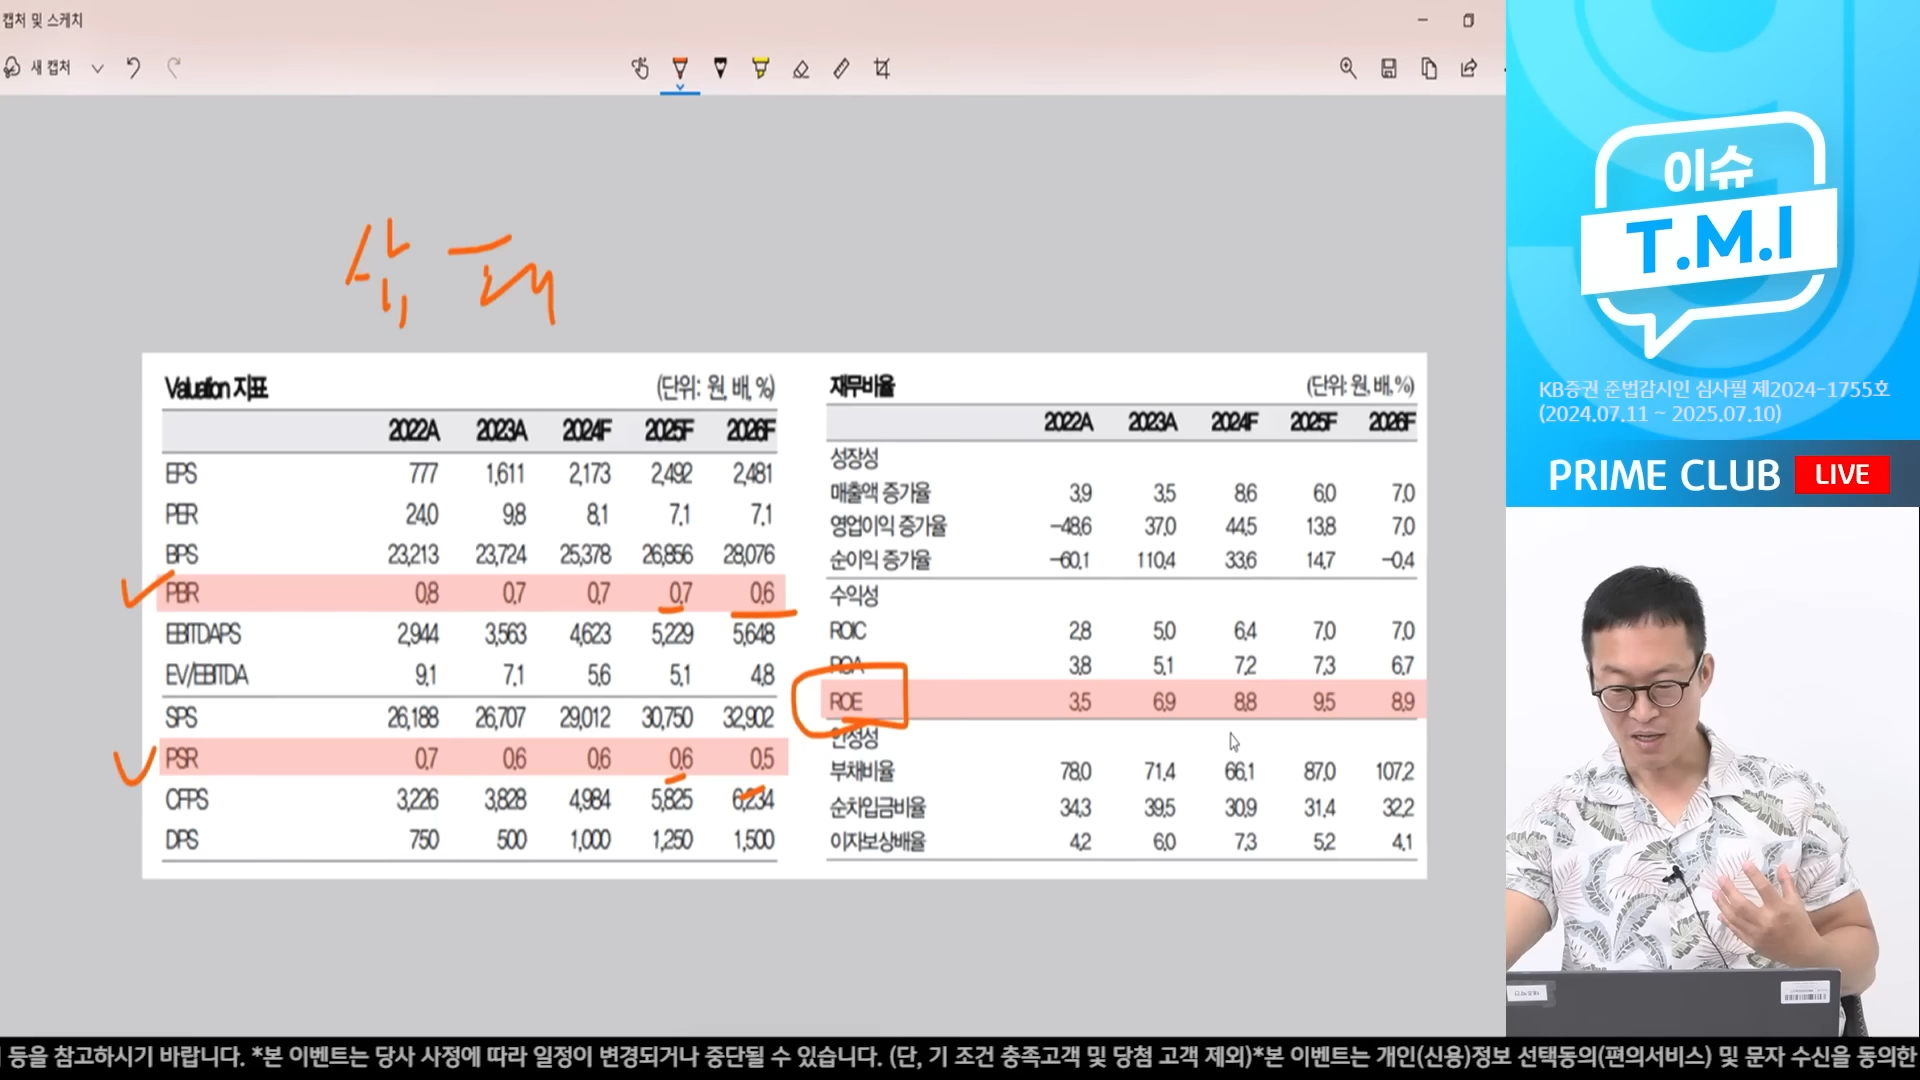 캡처 및 스케치
새 캡처
상 폐
Valuation 지표 (단위: 원, 배, %)
2022A 2023A 2024F 2025F 2026F
EPS 777 1,611 2,173 2,492 2,481
PER 24.0 9.8 8.1 7.1 7.1
BPS 23,213 23,724 25,378 26,856 28,076
PBR 0.8 0.7 0.7 0.7 0.6
EBITDAPS 2,944 3,563 4,623 5,229 5,648
EV/EBITDA 9.1 7.1 5.6 5.1 4.8
SPS 26,188 26,707 29,012 30,750 32,902
PSR 0.7 0.6 0.6 0.6 0.5
CFPS 3,226 3,828 4,984 5,825 6,234
DPS 750 500 1,000 1,250 1,500
재무비율 (단위: 원, 배, %)
2022A 2023A 2024F 2025F 2026F
성장성
매출액 증가율 3.9 3.5 8.6 6.0 7.0
영업이익 증가율 -48.6 37.0 44.5 13.8 7.0
순이익 증가율 -60.1 110.4 33.6 14.7 -0.4
수익성
ROIC 2.8 5.0 6.4 7.0 7.0
ROA 3.8 5.1 7.2 7.3 6.7
ROE 3.5 6.9 8.8 9.5 8.9
안정성
부채비율 78.0 71.4 66.1 87.0 107.2
순차입금비율 34.3 39.5 30.9 31.4 32.2
이자보상배율 4.2 6.0 7.3 5.2 4.1
이슈
T.M.I
KB증권 준법감시인 심사필 제2024-1755호
(2024.07.11 ~ 2025.07.10)
PRIME CLUB LIVE
등을 참고하시기 바랍니다. *본 이벤트는 당사 사정에 따라 일정이 변경되거나 중단될 수 있습니다. (단, 기 조건 충족고객 및 당첨 고객 제외)*본 이벤트는 개인(신용)정보 선택동의(편의서비스) 및 문자 수신을 동의한